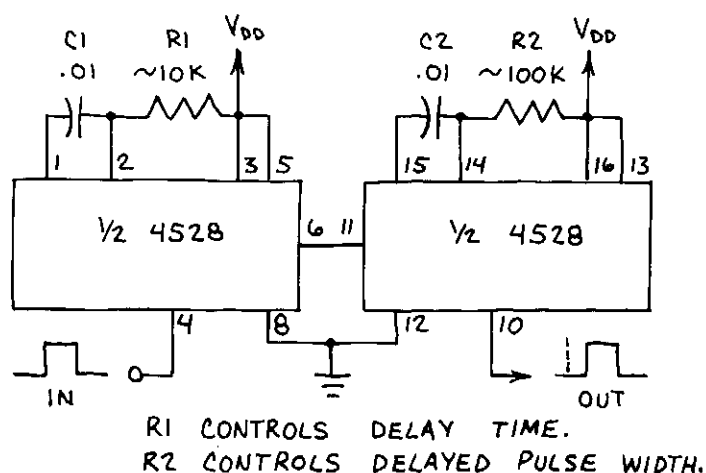 C1 R1 VDD C2 R2 VDD
.01 ~10K .01 ~100K
1 2 3 5 15 14 16 13
1/2 4528 6 11 1/2 4528
4 8 12 10
IN OUT
R1 CONTROLS DELAY TIME.
R2 CONTROLS DELAYED PULSE WIDTH.